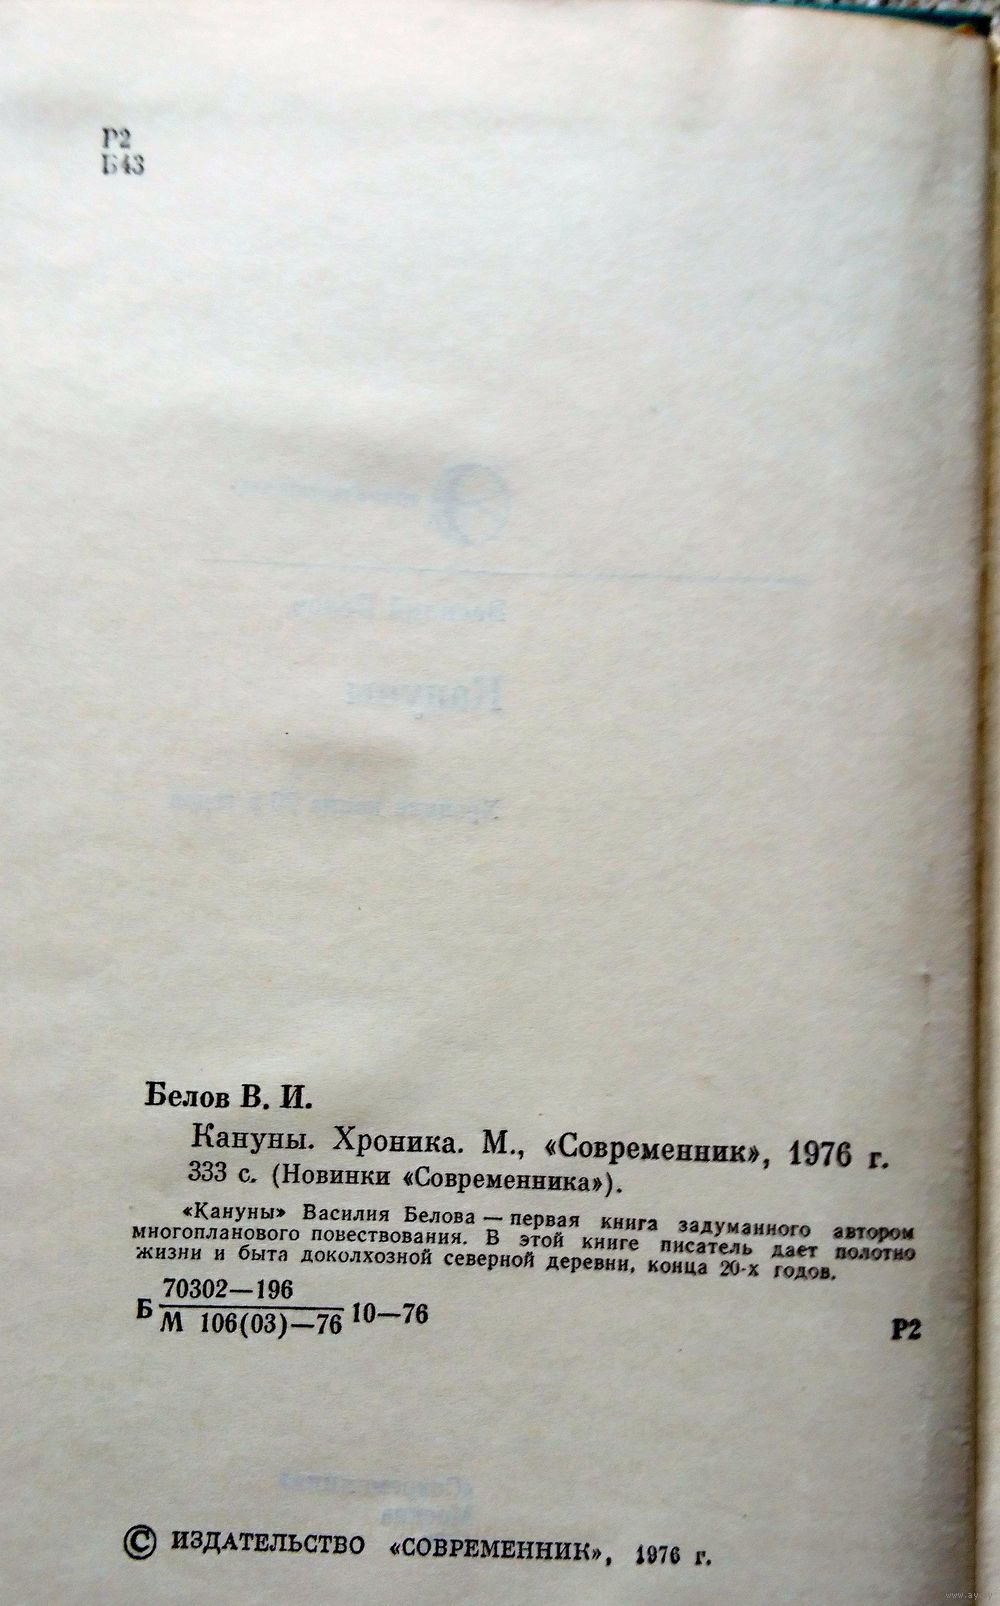 Р2
Б43
Белов В. И.
Кануны. Хроника. М., «Современник», 1976 г.
333 с. (Новинки «Современника»).
«Кануны» Василия Белова — первая книга задуманного автором
многопланового повествования. В этой книге писатель дает полотно
жизни и быта доколхозной северной деревни, конца 20-х годов.
70302—196
Б М 106(03)—76 10—76
Р2
© ИЗДАТЕЛЬСТВО «СОВРЕМЕННИК», 1976 г.